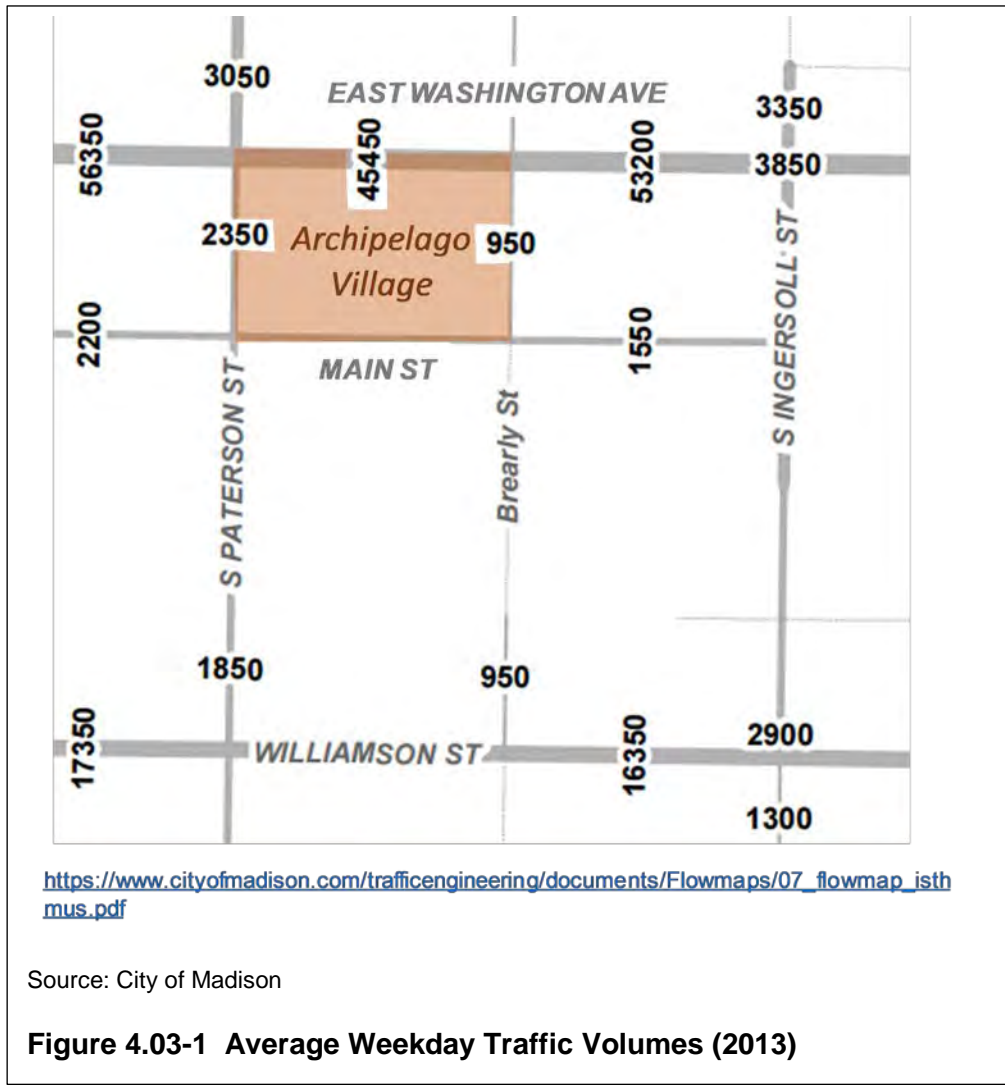 3050
EAST WASHINGTON AVE
3350
56350
45450
53200
3850
2350
Archipelago
Village
950
S INGERSOLL ST
2200
MAIN ST
1550
S PATERSON ST
Brearly St
1850
950
17350
WILLIAMSON ST
16350
2900
1300
https://www.cityofmadison.com/trafficengineering/documents/Flowmaps/07_flowmap_isth
mus.pdf
Source: City of Madison
Figure 4.03-1 Average Weekday Traffic Volumes (2013)